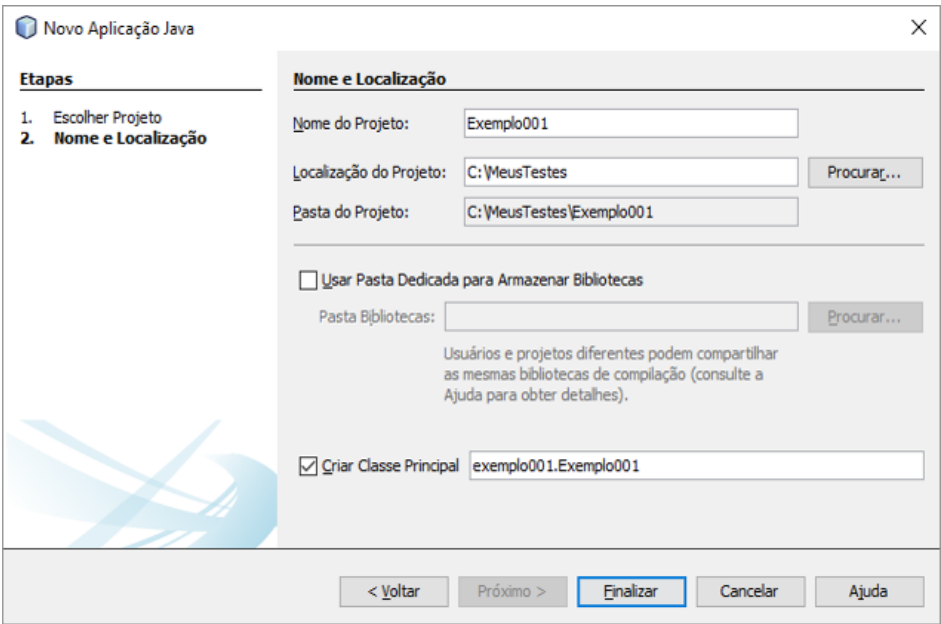 Novo Aplicação Java
Etapas
1. Escolher Projeto
2. Nome e Localização
Nome e Localização
Nome do Projeto: Exemplo001
Localização do Projeto: C:\MeusTestes Procurar...
Pasta do Projeto: C:\MeusTestes\Exemplo001
Usar Pasta Dedicada para Armazenar Bibliotecas
Pasta Bibliotecas: Procurar...
Usuários e projetos diferentes podem compartilhar
as mesmas bibliotecas de compilação (consulte a
Ajuda para obter detalhes).
Criar Classe Principal exemplo001.Exemplo001
< Voltar Próximo > Finalizar Cancelar Ajuda